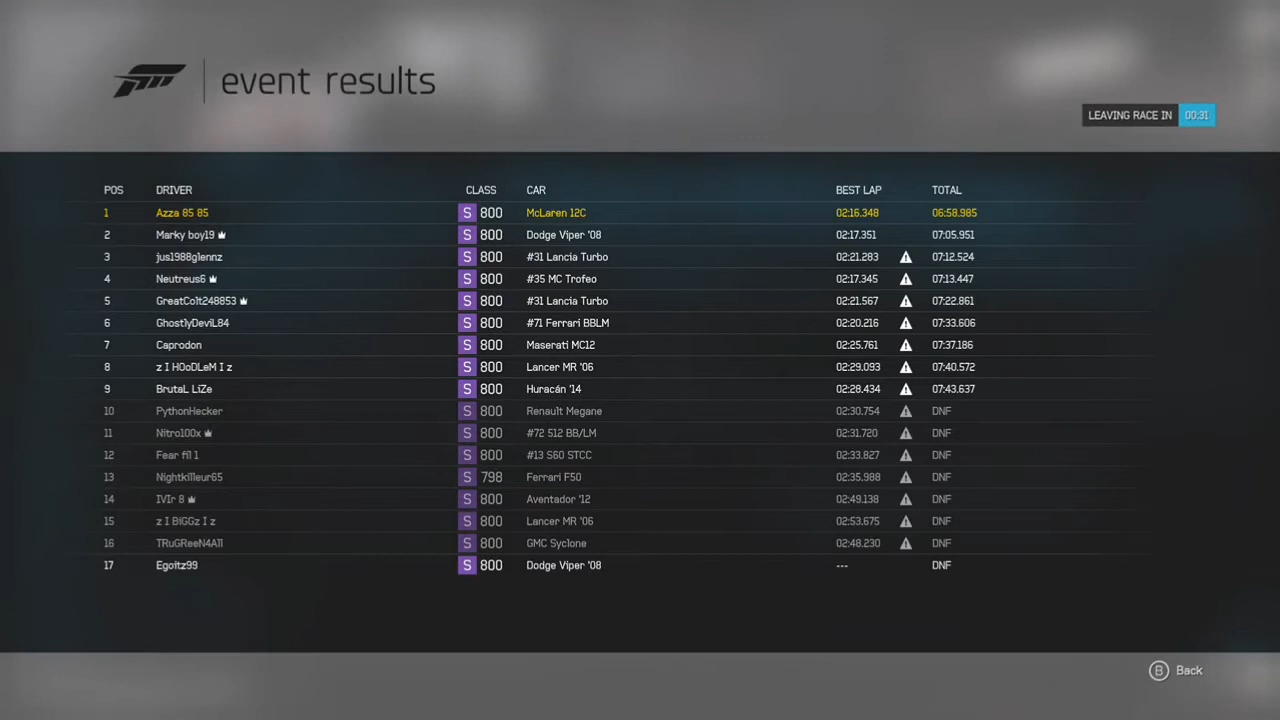 event results
LEAVING RACE IN 00:31
POS DRIVER CLASS CAR BEST LAP TOTAL
1 Azza 85 85 S 800 McLaren 12C 02:16.348 06:58.985
2 Marky boy19 S 800 Dodge Viper '08 02:17.351 07:05.951
3 jus1988glennz S 800 #31 Lancia Turbo 02:21.283 07:12.524
4 Neutreus6 S 800 #35 MC Trofeo 02:17.345 07:13.447
5 GreatColt248853 S 800 #31 Lancia Turbo 02:21.567 07:22.861
6 GhostlyDeviL84 S 800 #71 Ferrari BBLM 02:20.216 07:33.606
7 Caprodon S 800 Maserati MC12 02:25.761 07:37.186
8 z I HOoDLeM I z S 800 Lancer MR '06 02:29.093 07:40.572
9 BrutaL LiZe S 800 Huracán '14 02:28.434 07:43.637
10 PythonHecker S 800 Renault Megane 02:30.754 DNF
11 Nitro100x S 800 #72 512 BB/LM 02:31.720 DNF
12 Fear fil 1 S 800 #13 S60 STCC 02:33.827 DNF
13 Nightkilleur65 S 798 Ferrari F50 02:35.988 DNF
14 IVIr 8 S 800 Aventador '12 02:49.138 DNF
15 z I BiGGz I z S 800 Lancer MR '06 02:53.675 DNF
16 TRuGReeN4All S 800 GMC Syclone 02:48.230 DNF
17 Egoitz99 S 800 Dodge Viper '08 --- DNF
B Back